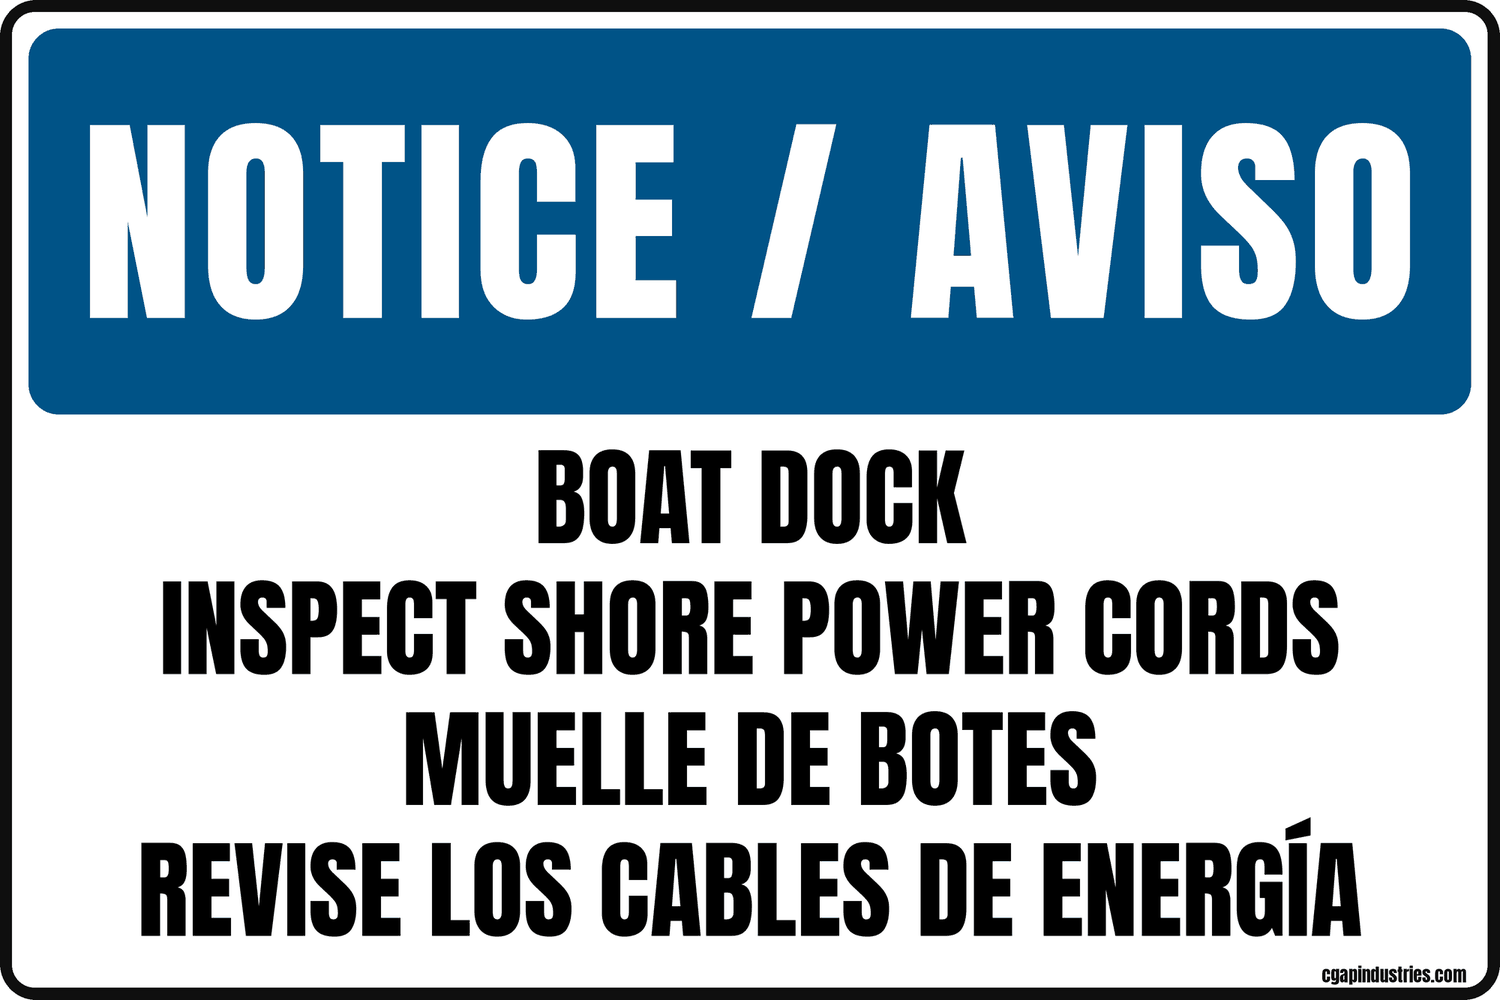 NOTICE / AVISO
BOAT DOCK
INSPECT SHORE POWER CORDS
MUELLE DE BOTES
REVISE LOS CABLES DE ENERGÍA
cgapindustries.com